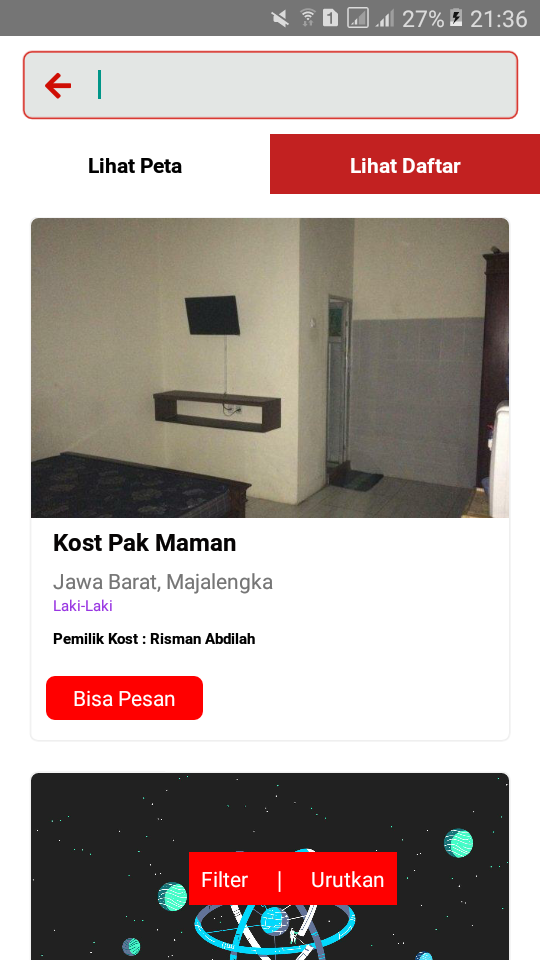 1 27% 21:36
Lihat Peta
Lihat Daftar
Kost Pak Maman
Jawa Barat, Majalengka
Laki-Laki
Pemilik Kost : Risman Abdilah
Bisa Pesan
Filter | Urutkan